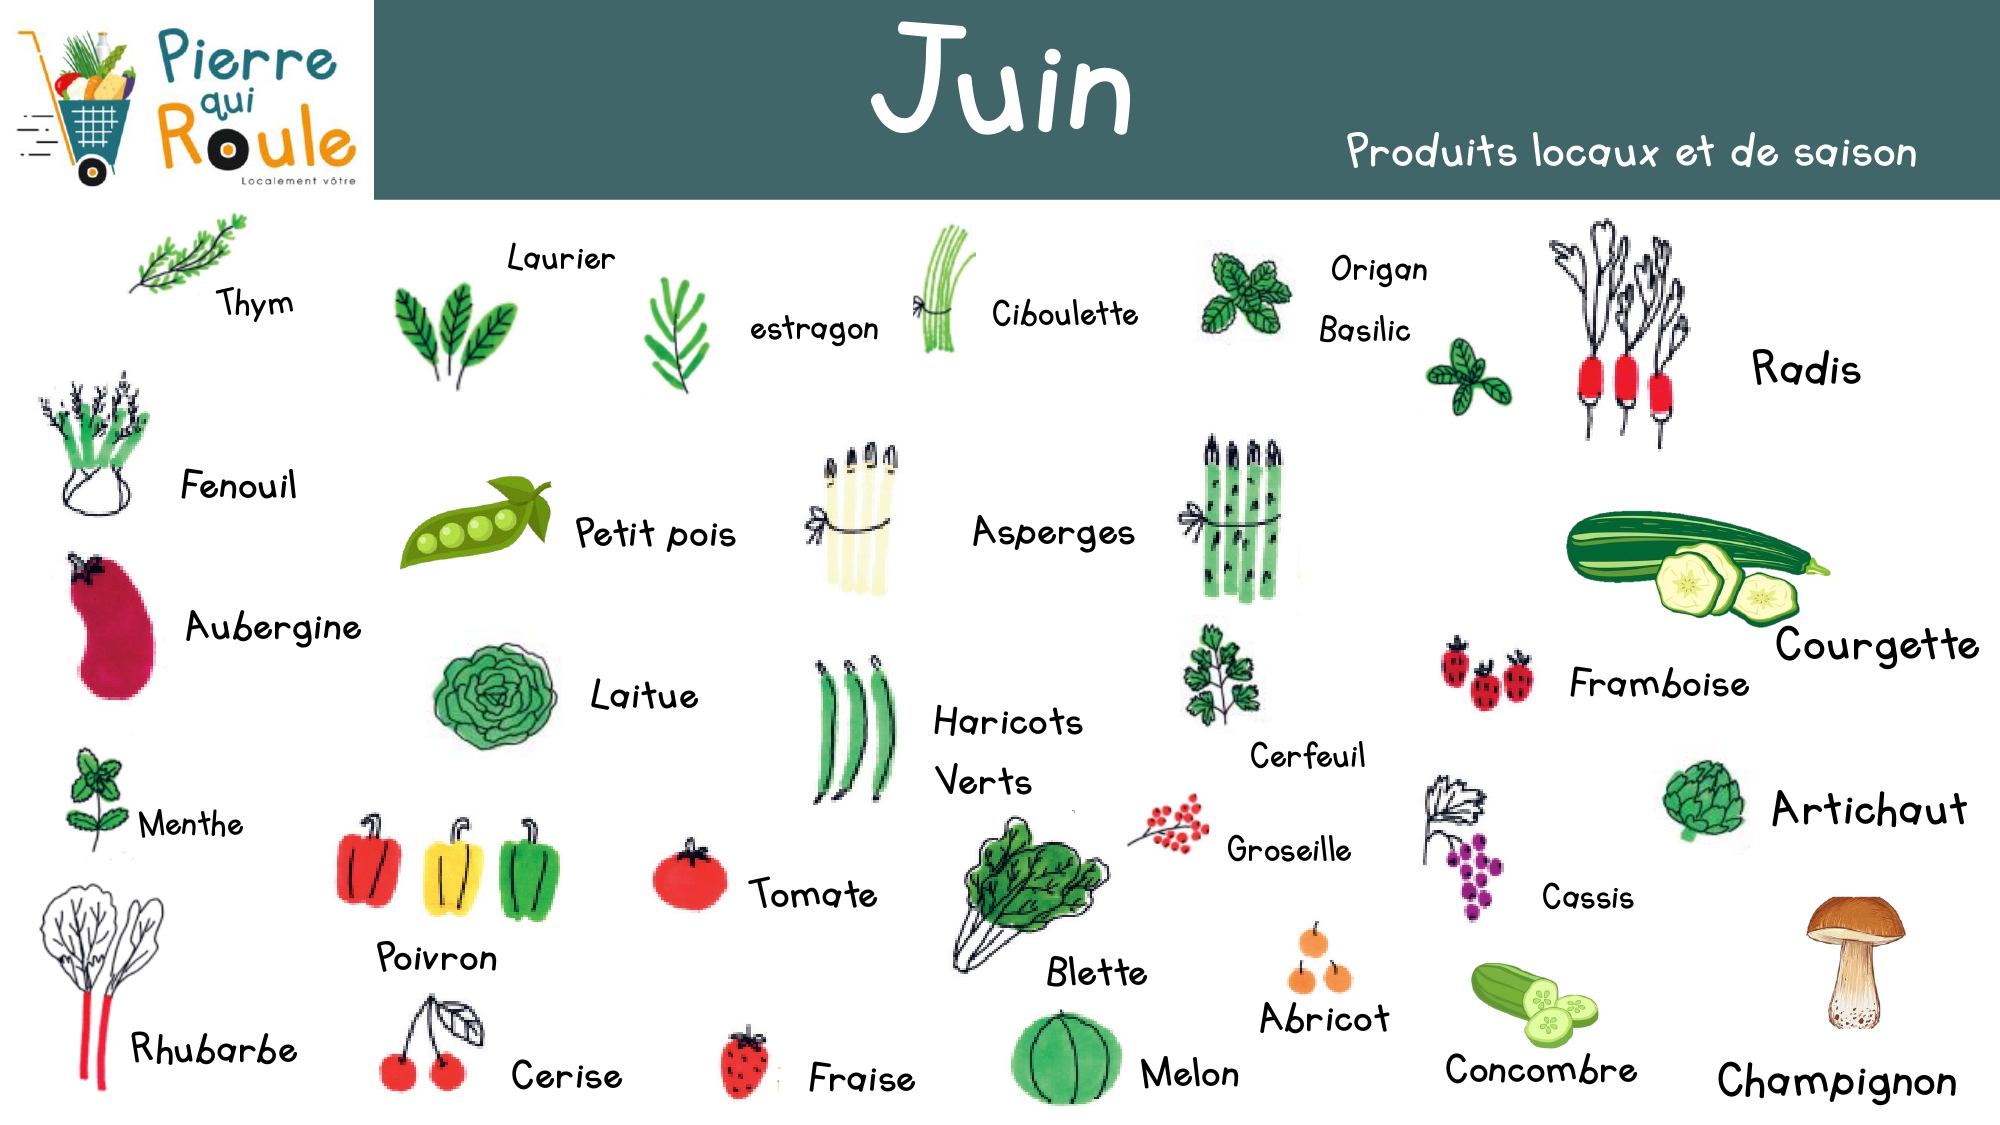 Pierre
qui
Roule
Localement vôtre
Juin
Produits locaux et de saison
Thym
Laurier
estragon
Ciboulette
Origan
Basilic
Radis
Fenouil
Petit pois
Asperges
Courgette
Aubergine
Laitue
Haricots
Verts
Cerfeuil
Framboise
Menthe
Poivron
Tomate
Blette
Groseille
Cassis
Artichaut
Rhubarbe
Cerise
Fraise
Melon
Abricot
Concombre
Champignon